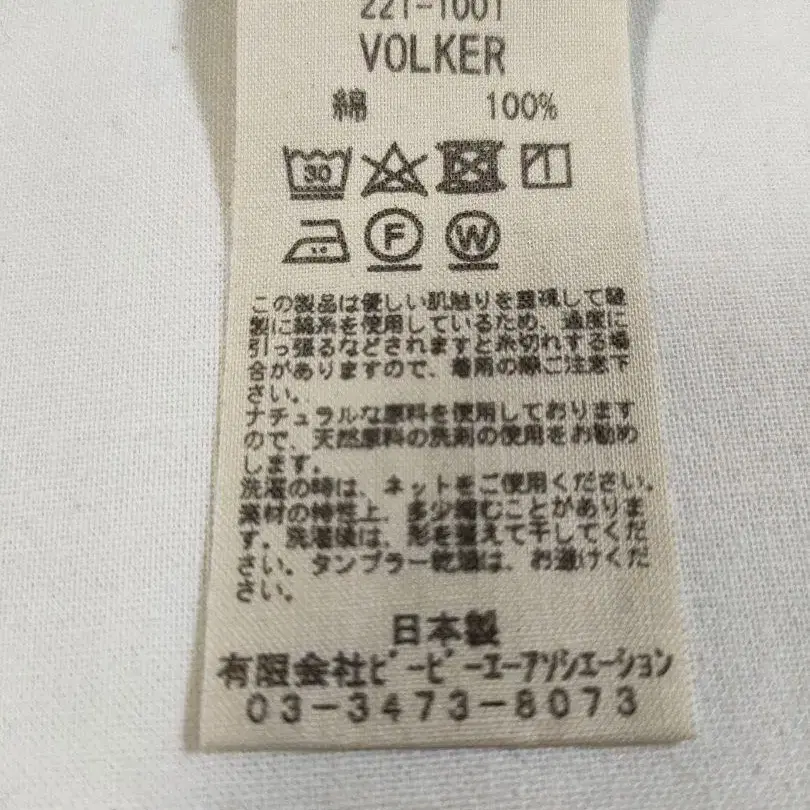 221-1001
VOLKER
綿 100%
30
F
W
この製品は優しい肌触りを重視して縫
製に綿糸を使用しているため、過度に
引っ張るなどされますと糸切れする場
合がありますので、着用の際ご注意下
さい。
ナチュラルな原料を使用しております
ので、天然原料の洗剤の使用をお勧め
します。
洗濯の時は、ネットをご使用ください。
素材の特性上、多少縮むことがありま
す。洗濯後は、形を整えて干してくだ
さい。タンブラー乾燥は、お避けくだ
さい。
日本製
有限会社ビーピーエーアソシエーション
03-3473-8073